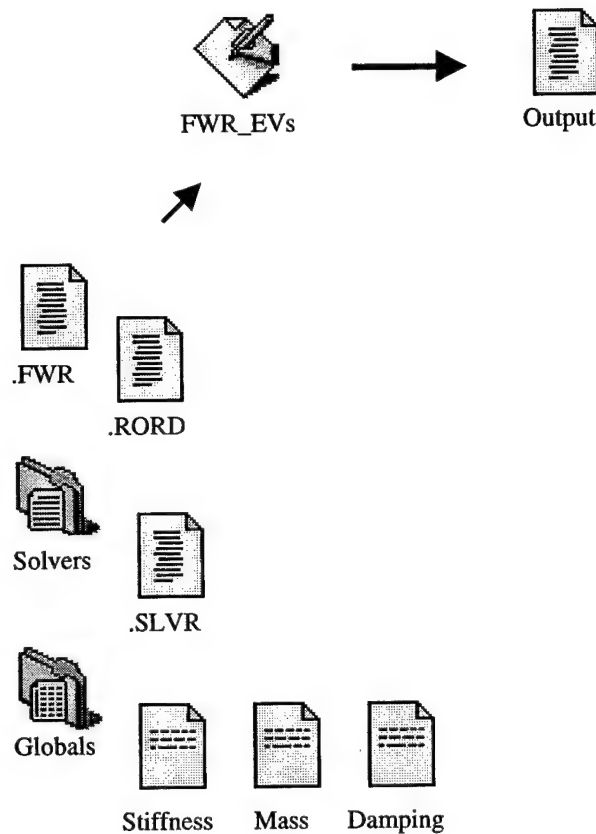 FWR_EVs
Output
.FWR
.RORD
Solvers
.SLVR
Globals
Stiffness
Mass
Damping